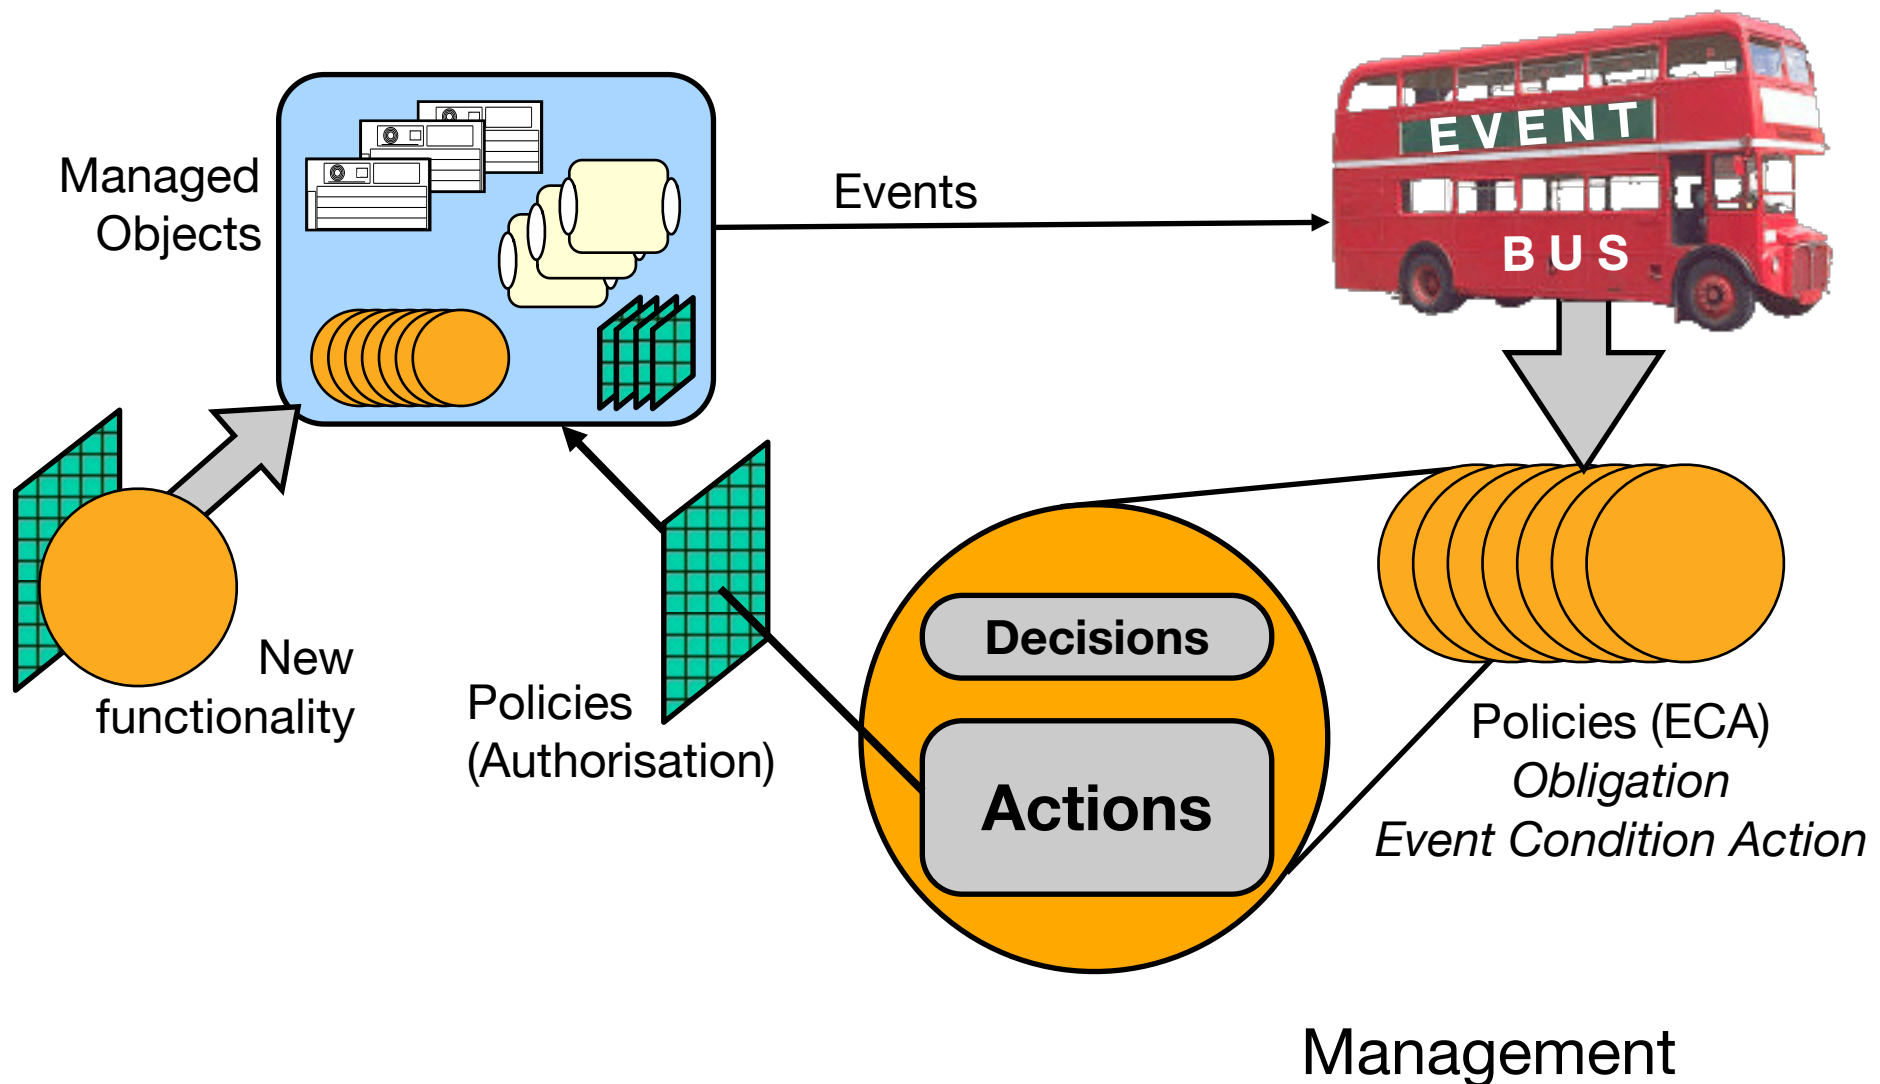 Managed
Objects
Events
EVENT
BUS
New
functionality
Policies
(Authorisation)
Decisions
Actions
Policies (ECA)
Obligation
Event Condition Action
Management